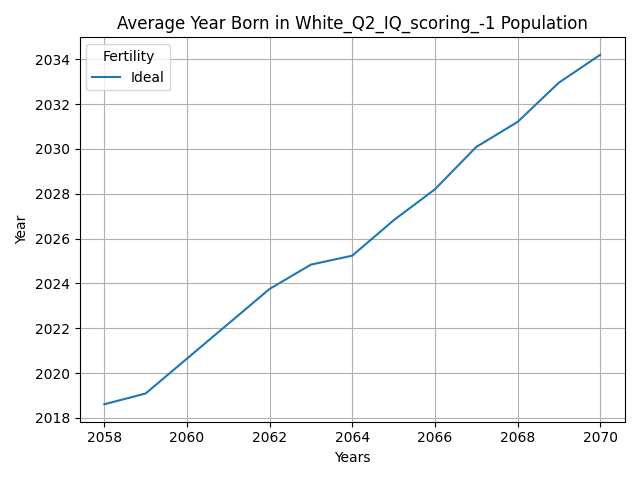 Average Year Born in White_Q2_IQ_scoring_-1 Population
Fertility
Ideal
2034
2032
2030
2028
2026
2024
2022
2020
2018
Year
2058 2060 2062 2064 2066 2068 2070
Years